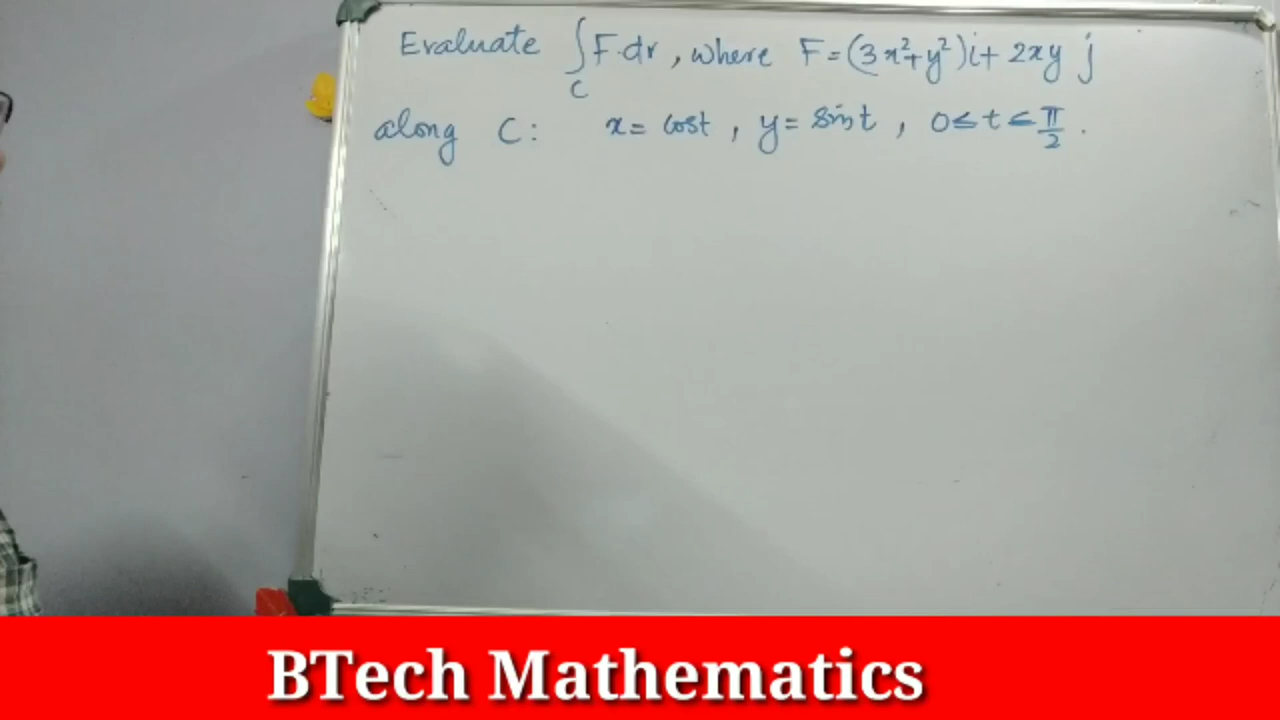 Evaluate ∫_C F·dr, where F = (3x²+y²)i + 2xy j
along C: x = cost, y = sint, 0 ≤ t ≤ π/2.
BTech Mathematics